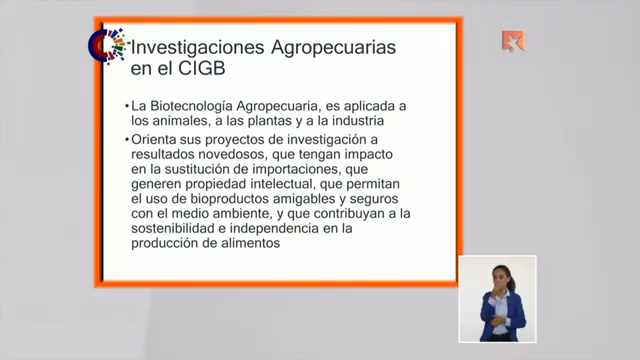 Investigaciones Agropecuarias
en el CIGB
•La Biotecnología Agropecuaria, es aplicada a
los animales, a las plantas y a la industria
•Orienta sus proyectos de investigación a
resultados novedosos, que tengan impacto
en la sustitución de importaciones, que
generen propiedad intelectual, que permitan
el uso de bioproductos amigables y seguros
con el medio ambiente, y que contribuyan a la
sostenibilidad e independencia en la
producción de alimentos